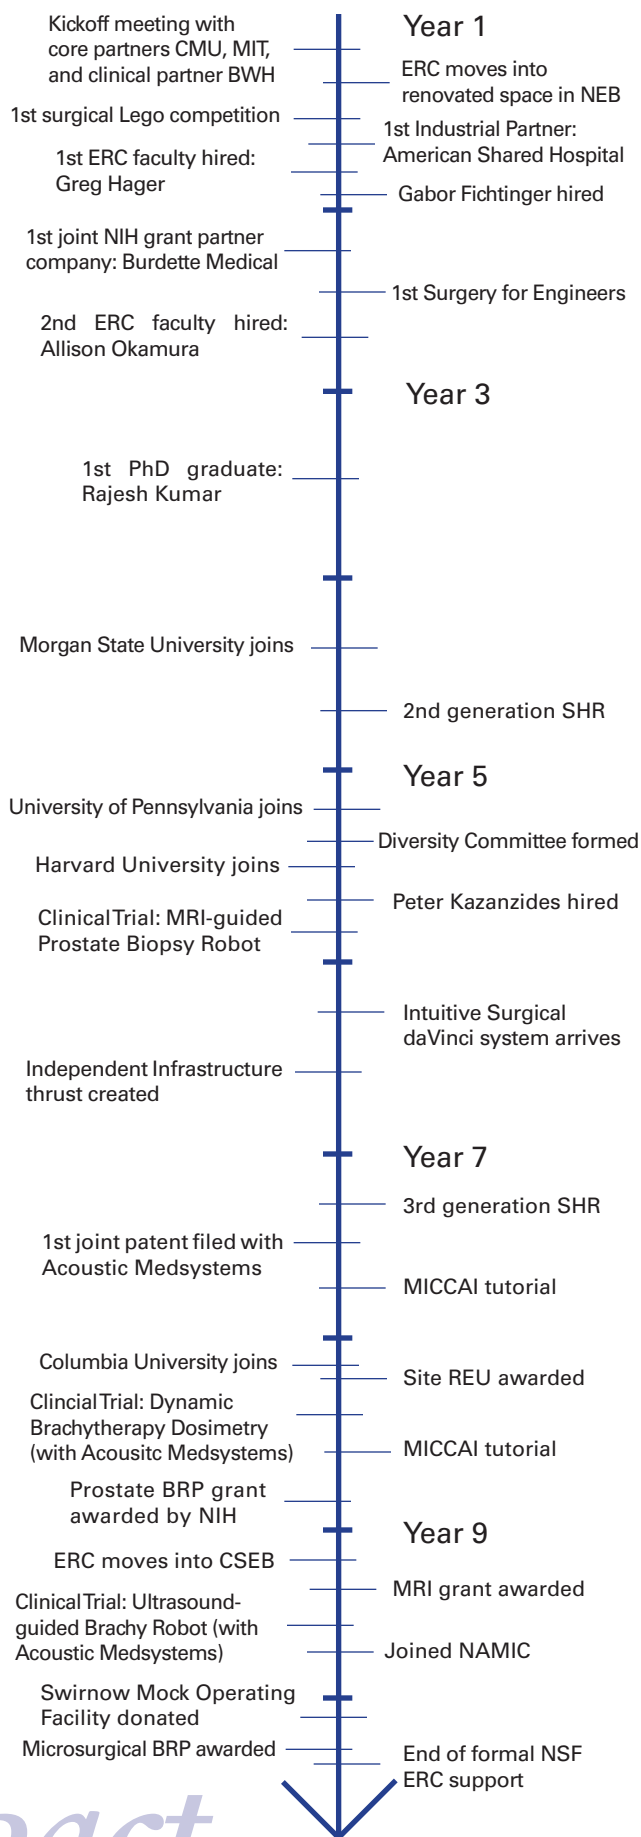 Kickoff meeting with
core partners CMU, MIT,
and clinical partner BWH
Year 1
ERC moves into
renovated space in NEB
1st surgical Lego competition
1st Industrial Partner:
American Shared Hospital
1st ERC faculty hired:
Greg Hager
Gabor Fichtinger hired
1st joint NIH grant partner
company: Burdette Medical
1st Surgery for Engineers
2nd ERC faculty hired:
Allison Okamura
Year 3
1st PhD graduate:
Rajesh Kumar
Morgan State University joins
2nd generation SHR
Year 5
University of Pennsylvania joins
Diversity Committee formed
Harvard University joins
Peter Kazanzides hired
Clinical Trial: MRI-guided
Prostate Biopsy Robot
Intuitive Surgical
daVinci system arrives
Independent Infrastructure
thrust created
Year 7
3rd generation SHR
1st joint patent filed with
Acoustic Medsystems
MICCAI tutorial
Columbia University joins
Site REU awarded
Clincial Trial: Dynamic
Brachytherapy Dosimetry
(with Acousitc Medsystems)
MICCAI tutorial
Prostate BRP grant
awarded by NIH
Year 9
ERC moves into CSEB
MRI grant awarded
Clinical Trial: Ultrasound-
guided Brachy Robot (with
Acoustic Medsystems)
Joined NAMIC
Swirnow Mock Operating
Facility donated
Microsurgical BRP awarded
End of formal NSF
ERC support